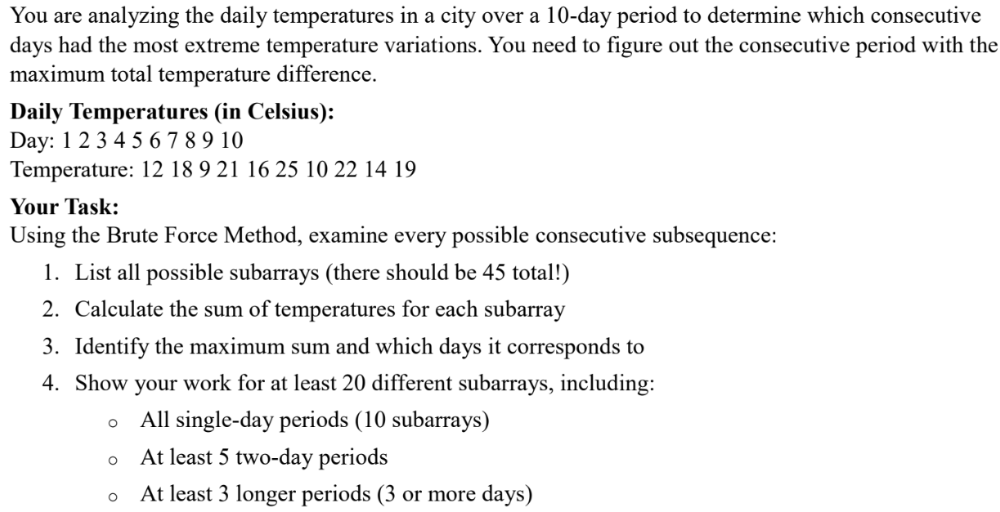 You are analyzing the daily temperatures in a city over a 10-day period to determine which consecutive
days had the most extreme temperature variations. You need to figure out the consecutive period with the
maximum total temperature difference.
Daily Temperatures (in Celsius):
Day: 1 2 3 4 5 6 7 8 9 10
Temperature: 12 18 9 21 16 25 10 22 14 19
Your Task:
Using the Brute Force Method, examine every possible consecutive subsequence:
1. List all possible subarrays (there should be 45 total!)
2. Calculate the sum of temperatures for each subarray
3. Identify the maximum sum and which days it corresponds to
4. Show your work for at least 20 different subarrays, including:
○ All single-day periods (10 subarrays)
○ At least 5 two-day periods
○ At least 3 longer periods (3 or more days)